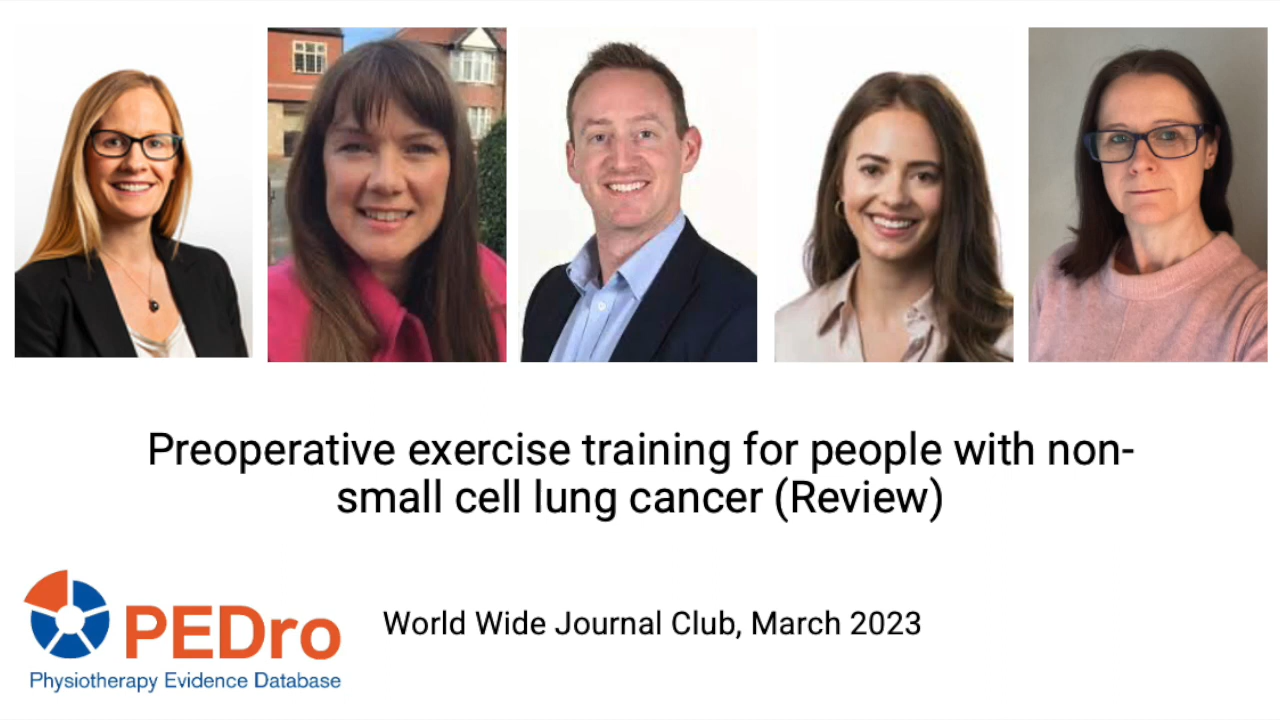 Preoperative exercise training for people with non-
small cell lung cancer (Review)
PEDro
Physiotherapy Evidence Database
World Wide Journal Club, March 2023